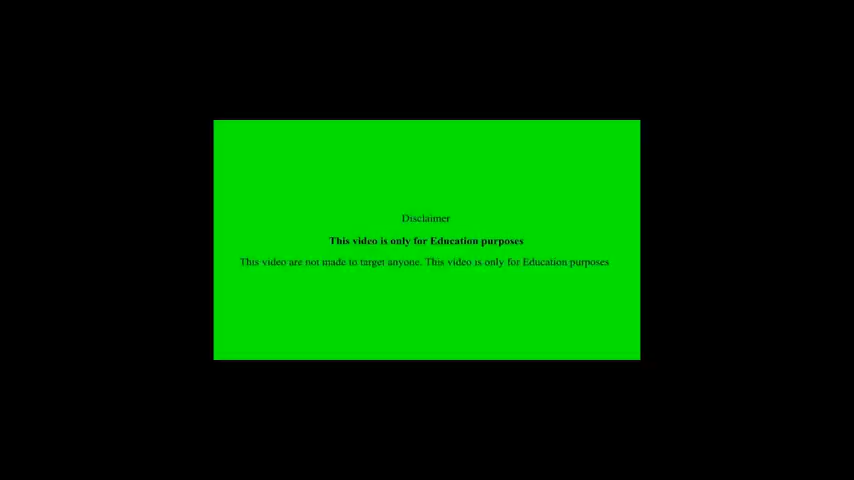 Disclaimer
This video is only for Education purposes
This video are not made to target anyone. This video is only for Education purposes